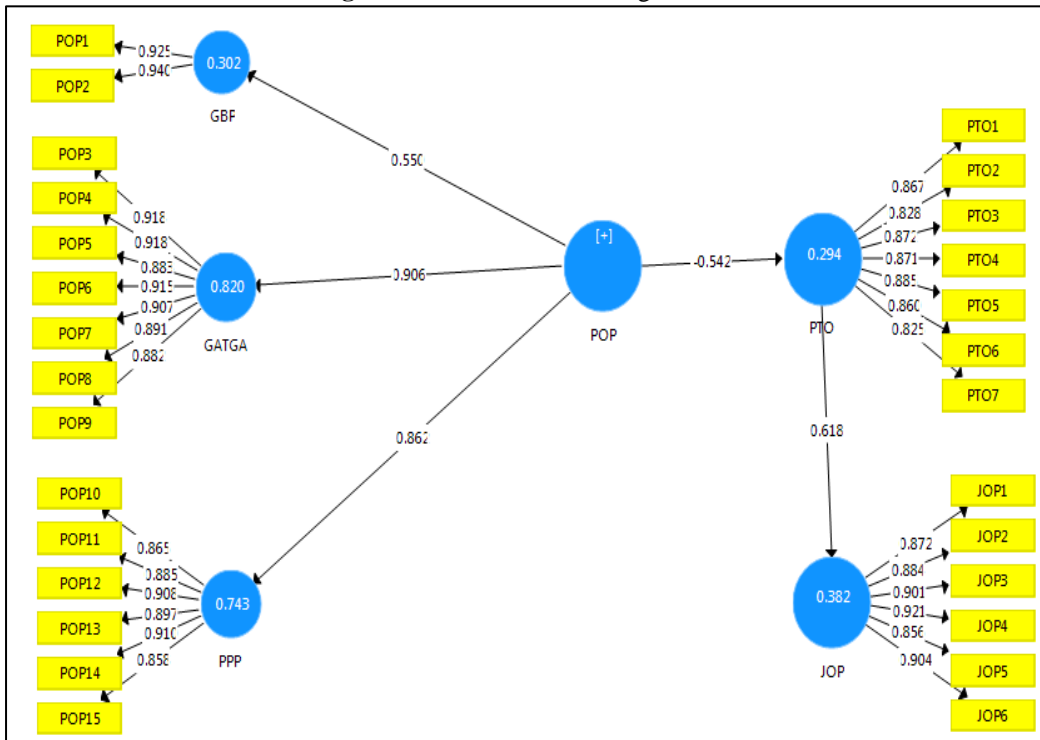 POP1
POP2
0.925
0.940
0.302
GBF
0.550
POP3
POP4
POP5
POP6
POP7
POP8
POP9
0.918
0.918
0.883
0.915
0.907
0.891
0.882
0.820
GATGA
0.906
[+]
POP
-0.542
0.294
PTO
0.867
0.828
0.872
0.871
0.885
0.860
0.825
PTO1
PTO2
PTO3
PTO4
PTO5
PTO6
PTO7
0.862
0.618
POP10
POP11
POP12
POP13
POP14
POP15
0.865
0.885
0.908
0.897
0.910
0.858
0.743
PPP
0.382
JOP
0.872
0.884
0.901
0.921
0.856
0.904
JOP1
JOP2
JOP3
JOP4
JOP5
JOP6